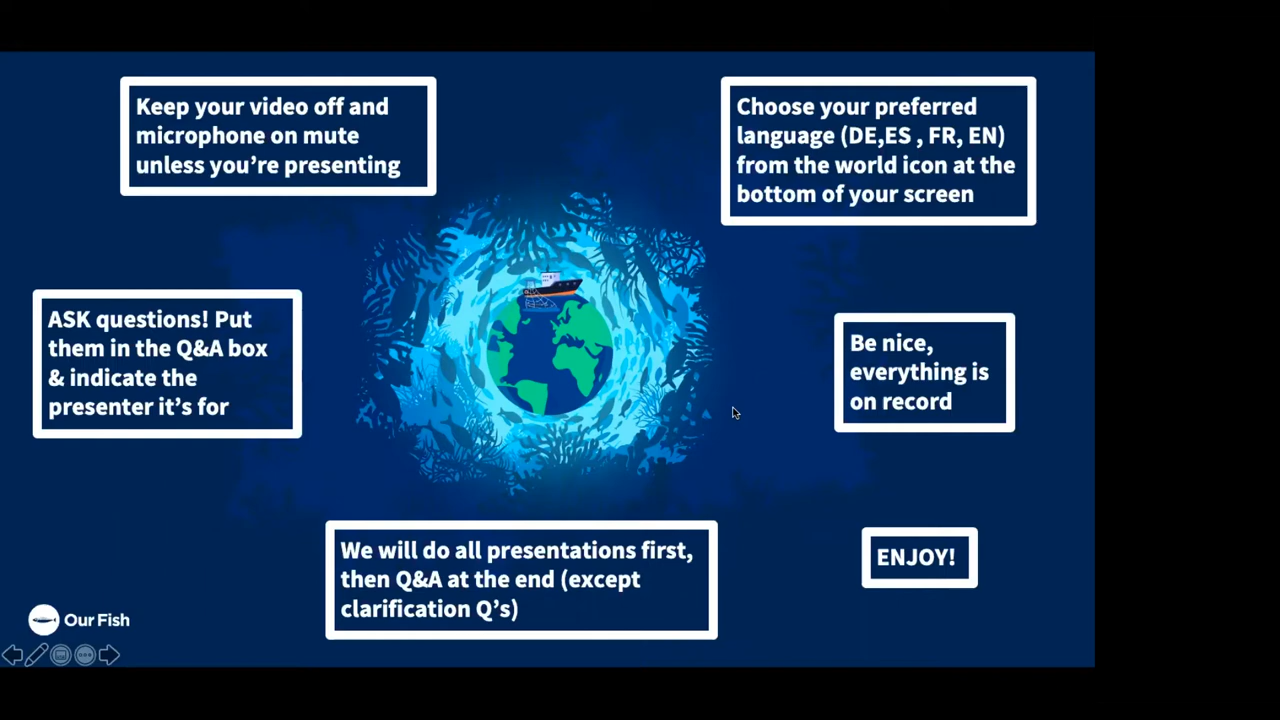 Keep your video off and
microphone on mute
unless you're presenting
Choose your preferred
language (DE,ES , FR, EN)
from the world icon at the
bottom of your screen
ASK questions! Put
them in the Q&A box
& indicate the
presenter it's for
Be nice,
everything is
on record
We will do all presentations first,
then Q&A at the end (except
clarification Q's)
ENJOY!
Our Fish